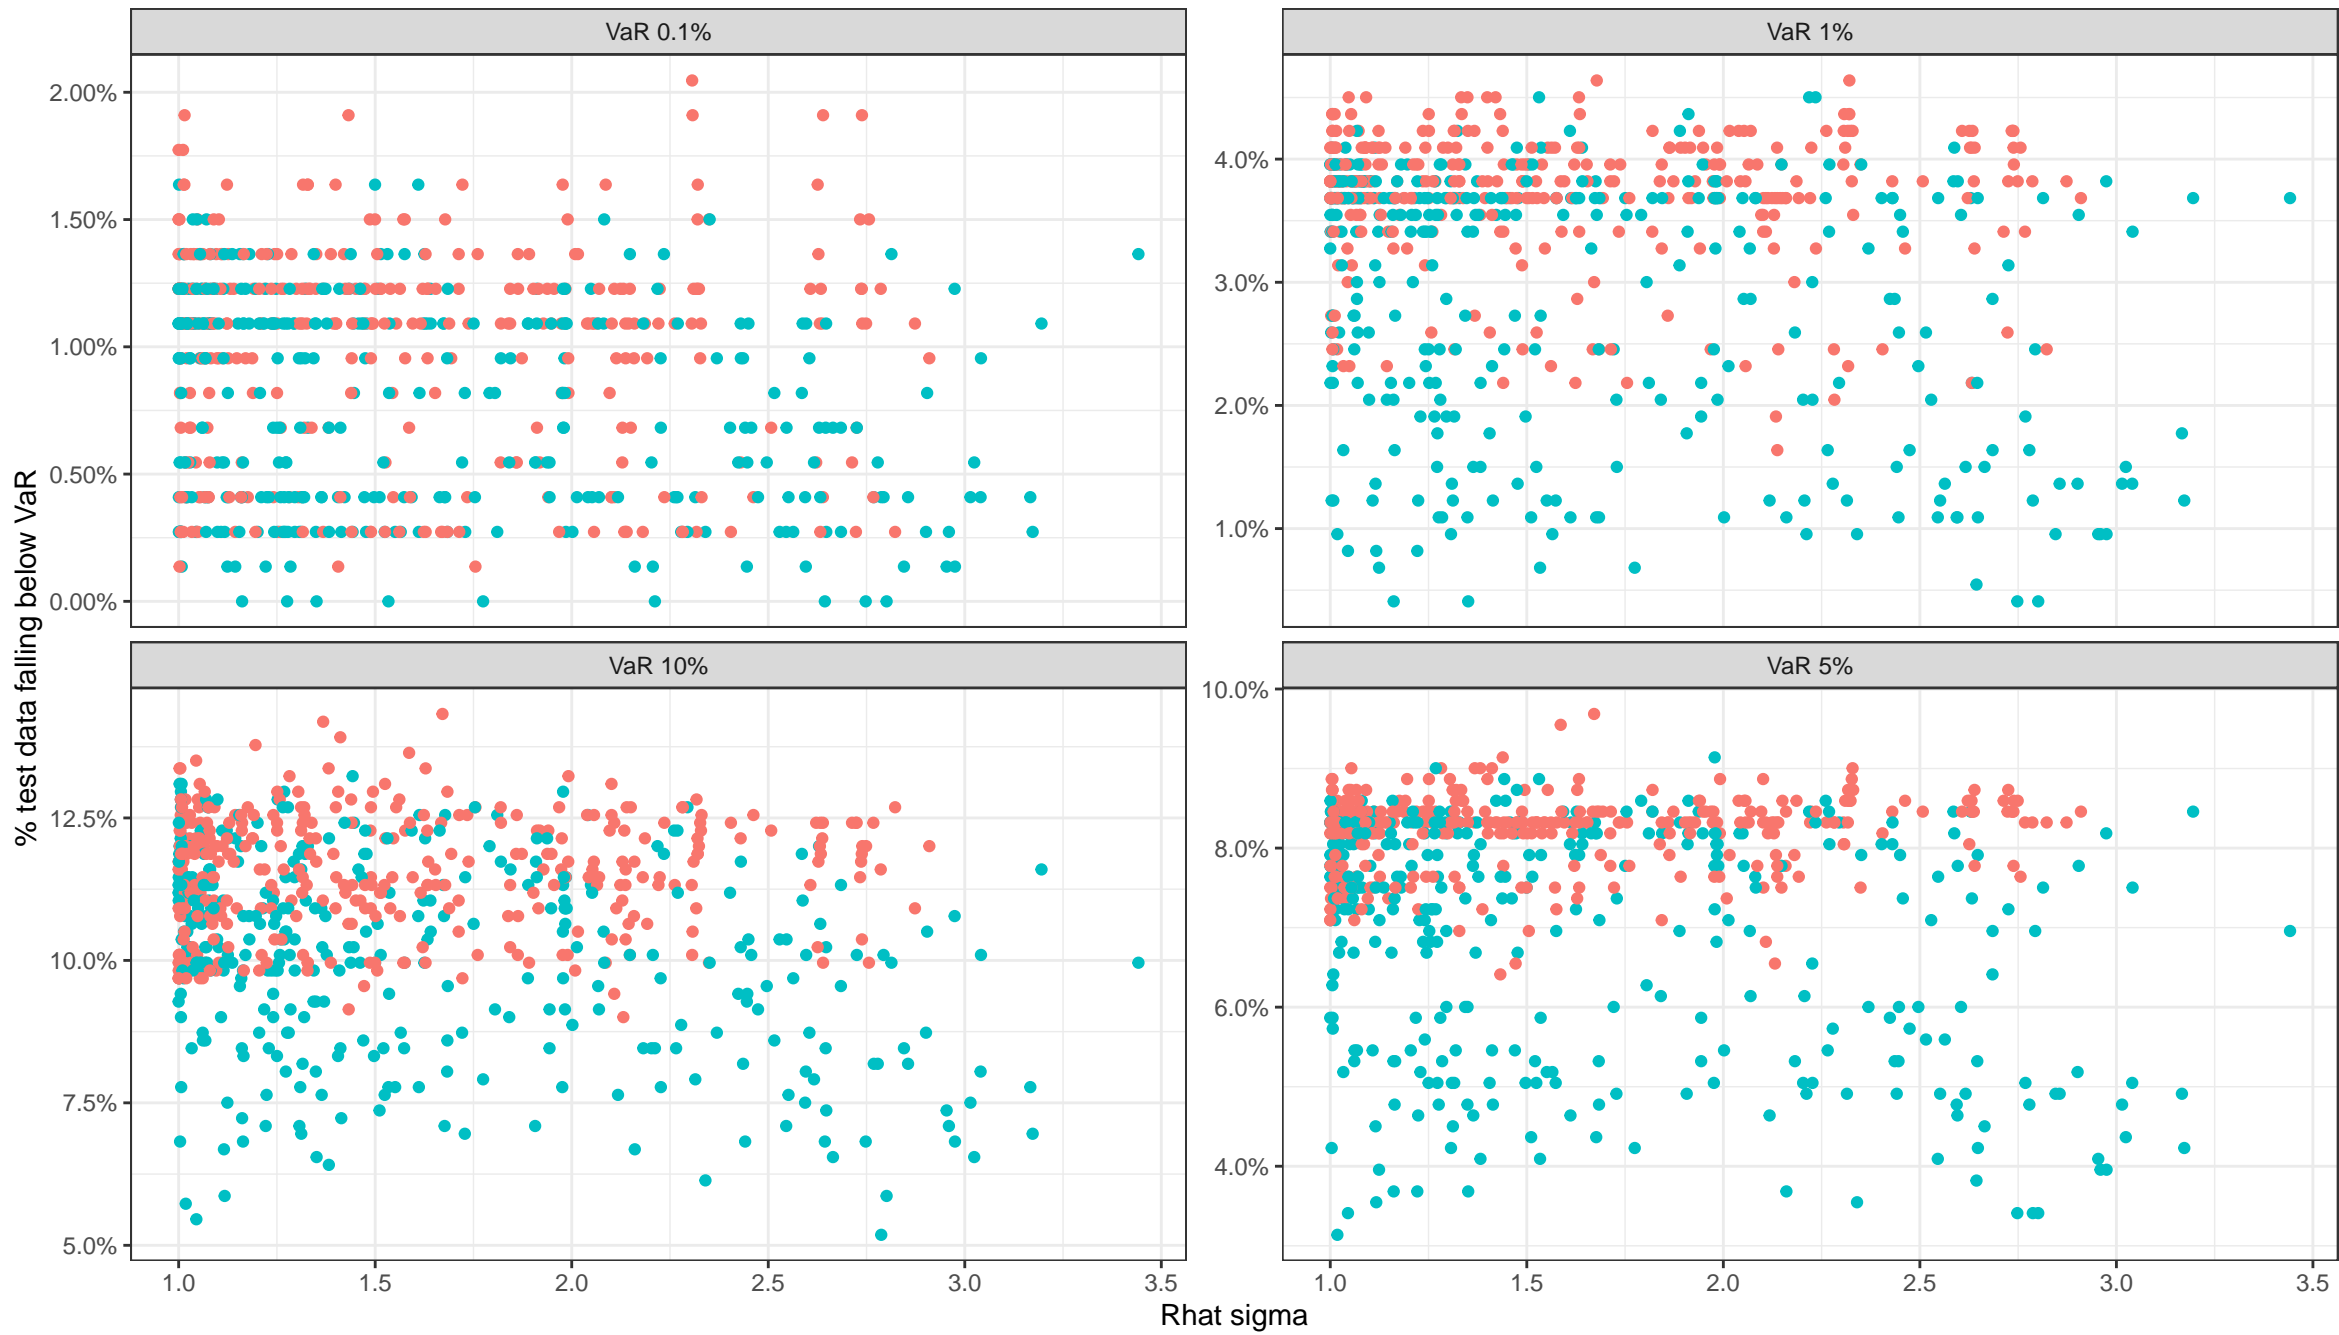 VaR 0.1%
VaR 1%
2.00%
1.50%
1.00%
0.50%
0.00%
4.0%
3.0%
2.0%
1.0%
% test data falling below VaR
VaR 10%
VaR 5%
12.5%
10.0%
7.5%
5.0%
10.0%
8.0%
6.0%
4.0%
1.0 1.5 2.0 2.5 3.0 3.5
1.0 1.5 2.0 2.5 3.0 3.5
Rhat sigma